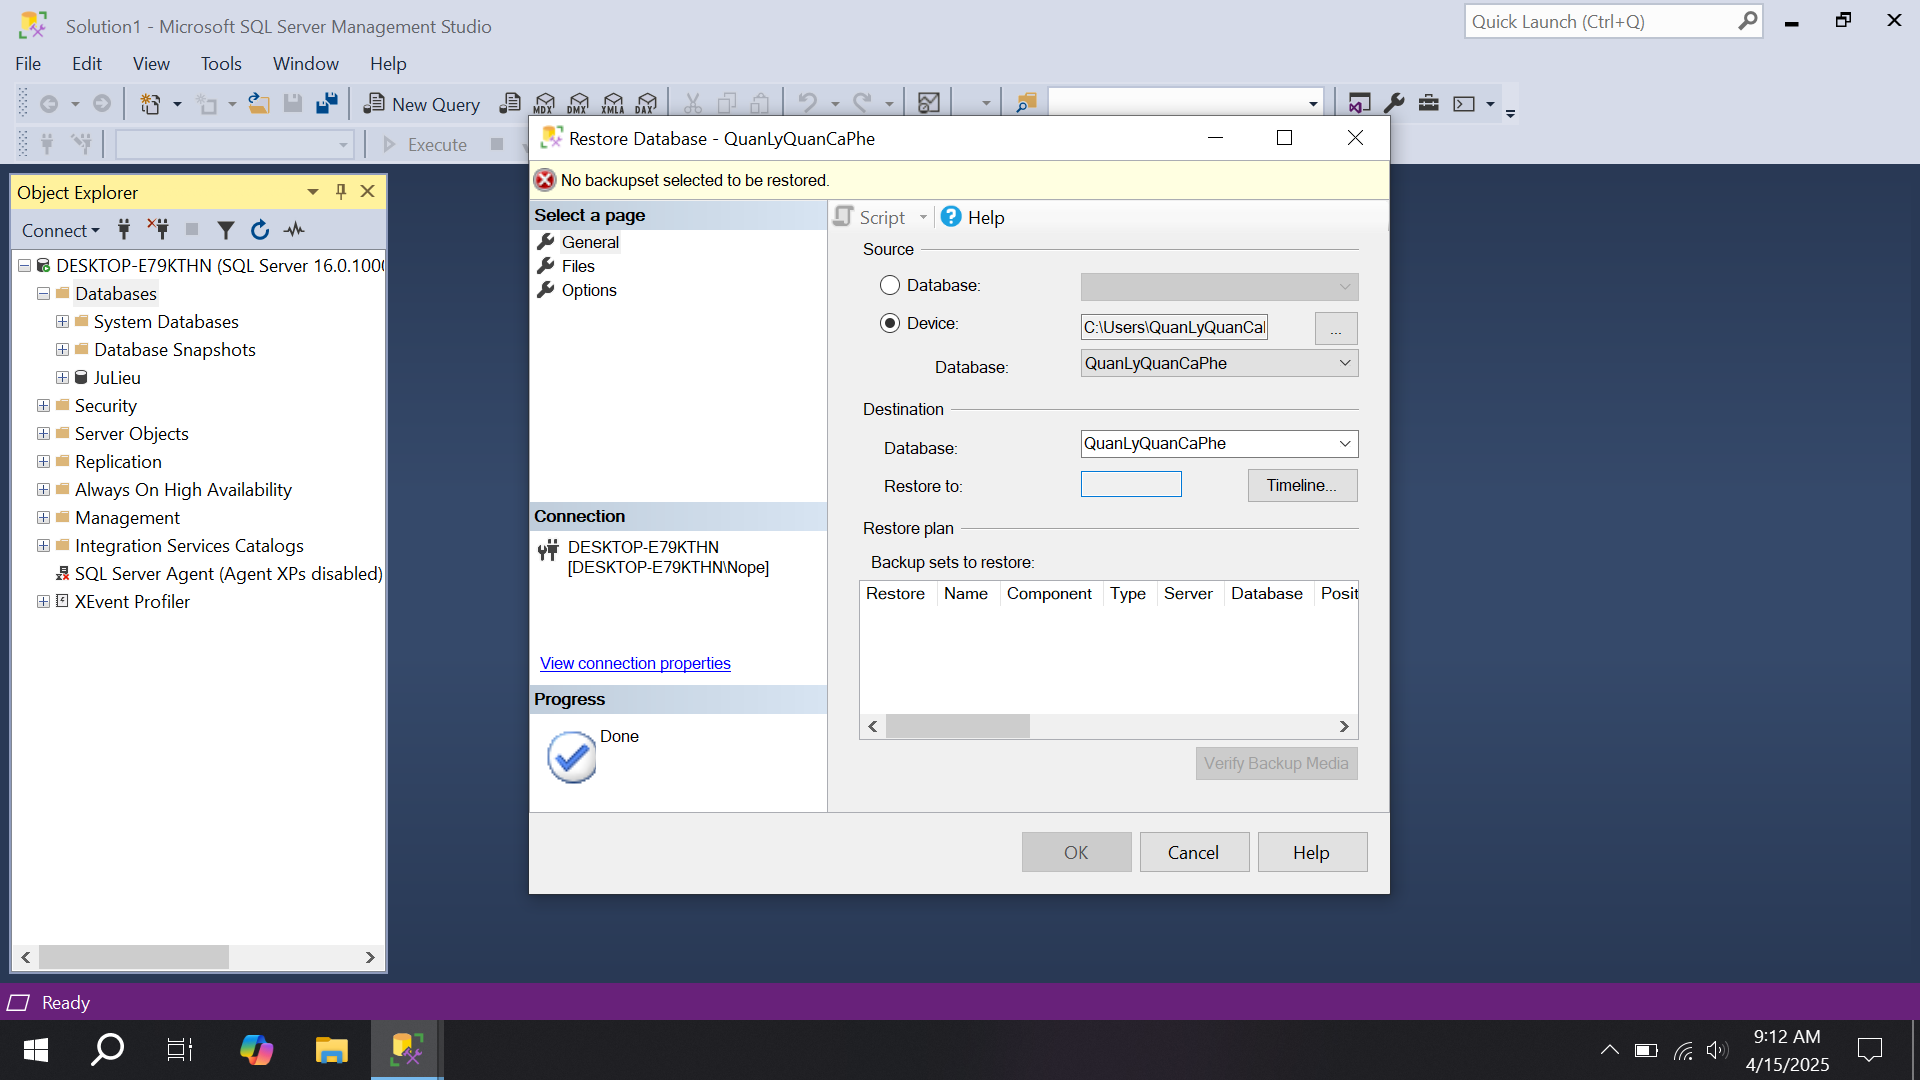 Solution1 - Microsoft SQL Server Management Studio
Quick Launch (Ctrl+Q)
File Edit View Tools Window Help
New Query MDX DMX XMLA DAX
Execute
Restore Database - QuanLyQuanCaPhe
No backupset selected to be restored.
Object Explorer
Connect
DESKTOP-E79KTHN (SQL Server 16.0.100
Databases
System Databases
Database Snapshots
JuLieu
Security
Server Objects
Replication
Always On High Availability
Management
Integration Services Catalogs
SQL Server Agent (Agent XPs disabled)
XEvent Profiler
Select a page
General
Files
Options
Connection
DESKTOP-E79KTHN
[DESKTOP-E79KTHN\Nope]
View connection properties
Progress
Done
Script Help
Source
Database:
Device: C:\Users\QuanLyQuanCa ...
Database: QuanLyQuanCaPhe
Destination
Database: QuanLyQuanCaPhe
Restore to: Timeline...
Restore plan
Backup sets to restore:
Restore Name Component Type Server Database Posit
Verify Backup Media
OK Cancel Help
Ready
9:12 AM
4/15/2025